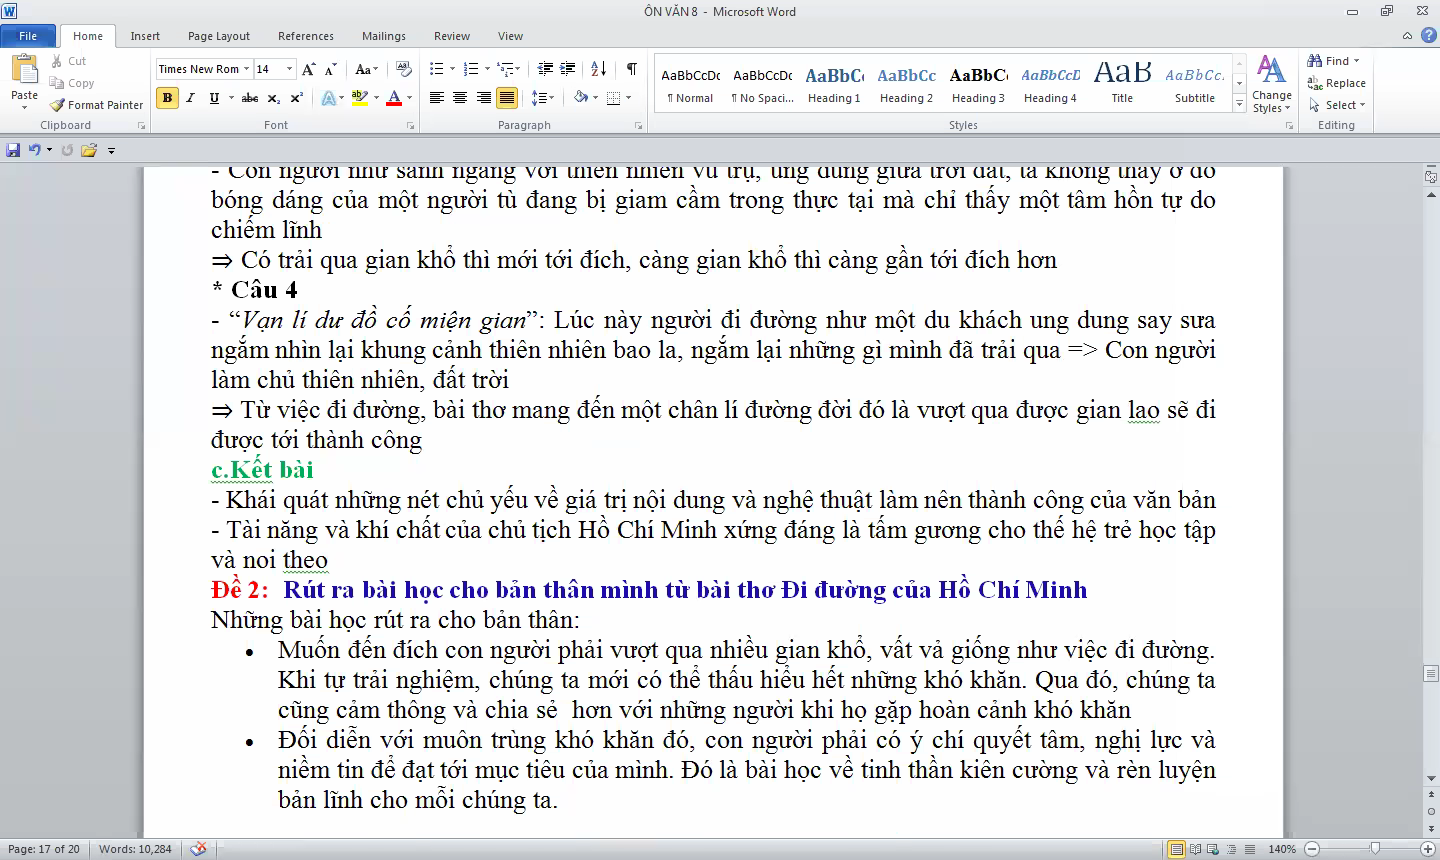 ÔN VĂN 8 - Microsoft Word
File Home Insert Page Layout References Mailings Review View
Paste
Cut
Copy
Format Painter
Clipboard
Times New Rom 14
Font
Paragraph
AaBbCcDc AaBbCcDc AaBbC AaBbCc AaBbCc AaBbCcD AaB AaBbCc.
¶ Normal ¶ No Spaci... Heading 1 Heading 2 Heading 3 Heading 4 Title Subtitle
Change Styles
Styles
Find
Replace
Select
Editing
- Con người như sánh ngang với thiên nhiên vũ trụ, ung dung giữa trời đất, ta không thấy ở đó
bóng dáng của một người tù đang bị giam cầm trong thực tại mà chỉ thấy một tâm hồn tự do
chiếm lĩnh
⇒ Có trải qua gian khổ thì mới tới đích, càng gian khổ thì càng gần tới đích hơn
* Câu 4
- “Vạn lí dư đồ cố miện gian”: Lúc này người đi đường như một du khách ung dung say sưa
ngắm nhìn lại khung cảnh thiên nhiên bao la, ngắm lại những gì mình đã trải qua => Con người
làm chủ thiên nhiên, đất trời
⇒ Từ việc đi đường, bài thơ mang đến một chân lí đường đời đó là vượt qua được gian lao sẽ đi
được tới thành công
c.Kết bài
- Khái quát những nét chủ yếu về giá trị nội dung và nghệ thuật làm nên thành công của văn bản
- Tài năng và khí chất của chủ tịch Hồ Chí Minh xứng đáng là tấm gương cho thế hệ trẻ học tập
và noi theo
Đề 2: Rút ra bài học cho bản thân mình từ bài thơ Đi đường của Hồ Chí Minh
Những bài học rút ra cho bản thân:
• Muốn đến đích con người phải vượt qua nhiều gian khổ, vất vả giống như việc đi đường.
Khi tự trải nghiệm, chúng ta mới có thể thấu hiểu hết những khó khăn. Qua đó, chúng ta
cũng cảm thông và chia sẻ hơn với những người khi họ gặp hoàn cảnh khó khăn
• Đối diễn với muôn trùng khó khăn đó, con người phải có ý chí quyết tâm, nghị lực và
niềm tin để đạt tới mục tiêu của mình. Đó là bài học về tinh thần kiên cường và rèn luyện
bản lĩnh cho mỗi chúng ta.
Page: 17 of 20 Words: 10,284 140%